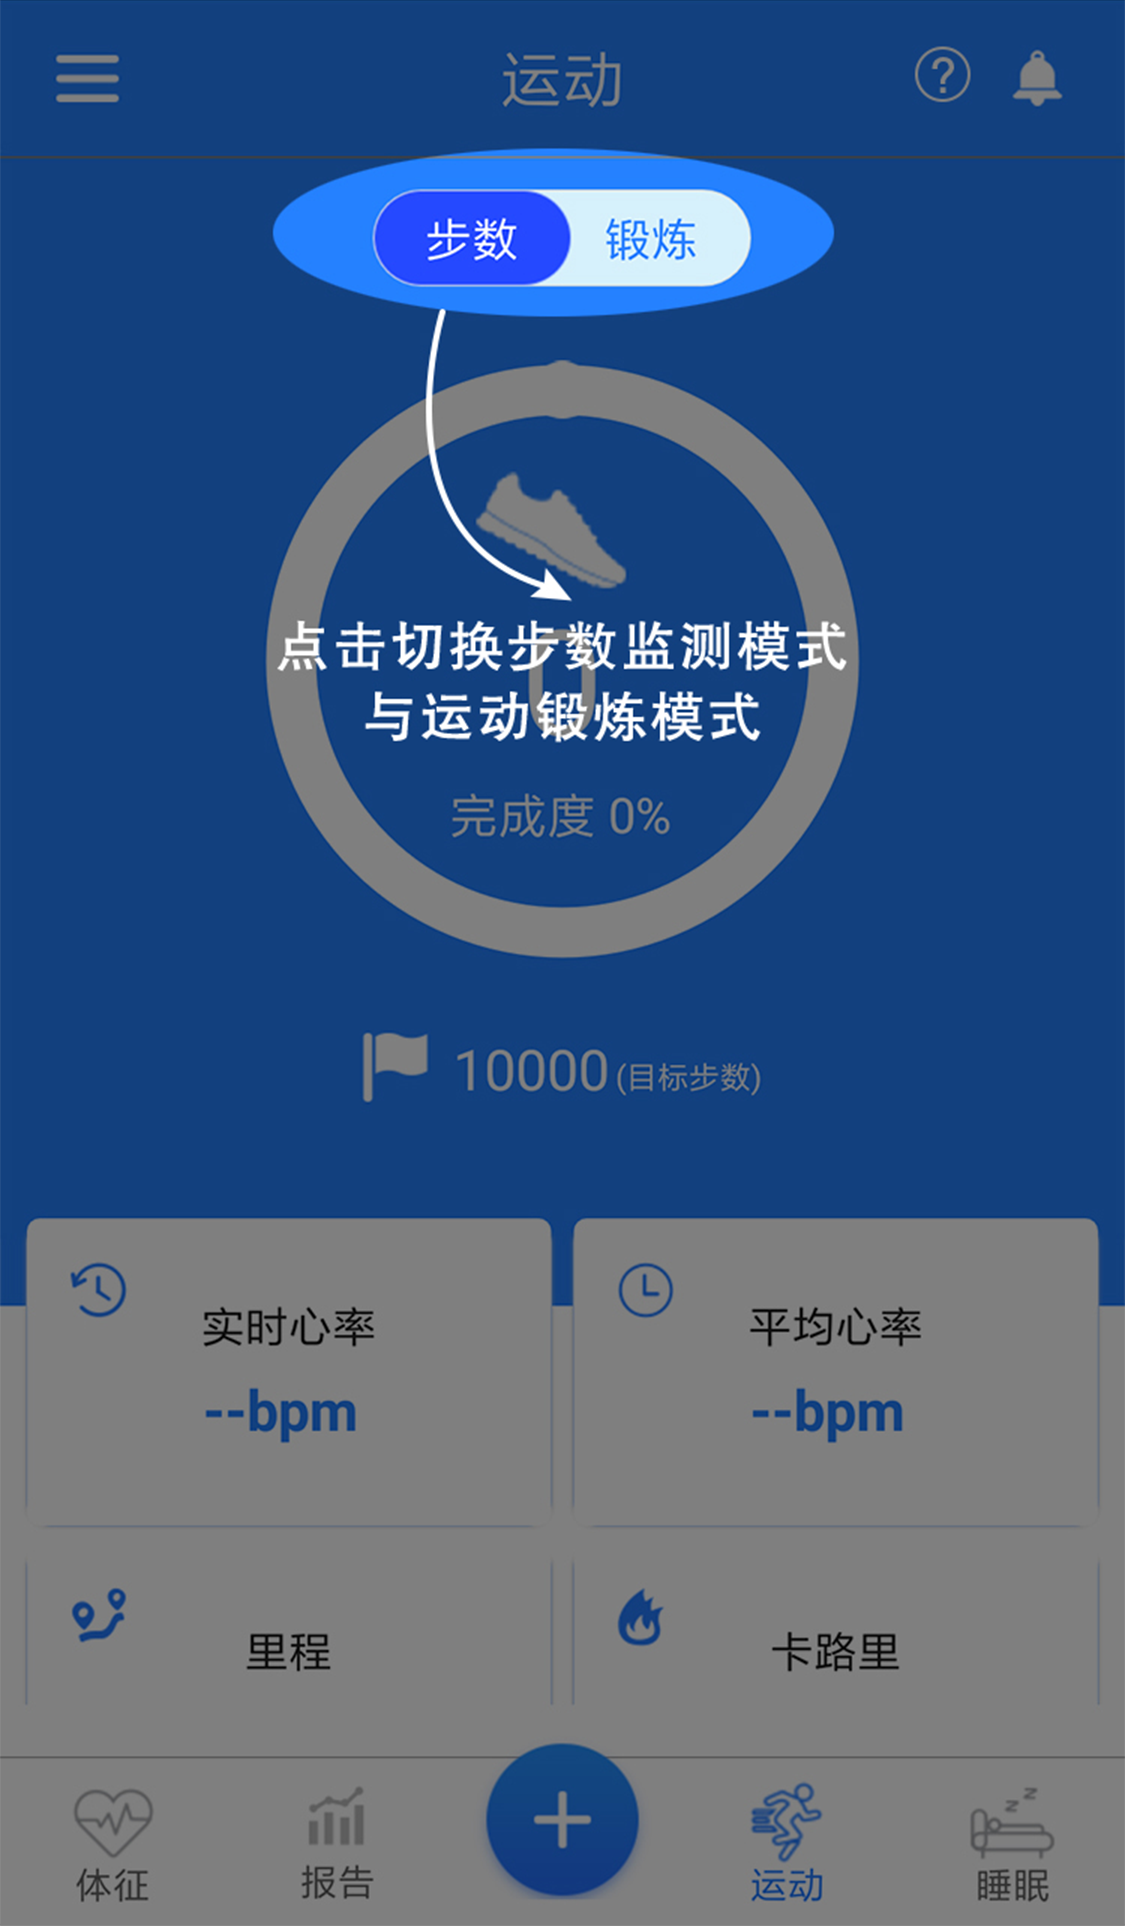 运动
步数 锻炼
点击切换步数监测模式
0
与运动锻炼模式
完成度 0%
10000 (目标步数)
实时心率 平均心率
--bpm --bpm
里程 卡路里
体征 报告 运动 睡眠